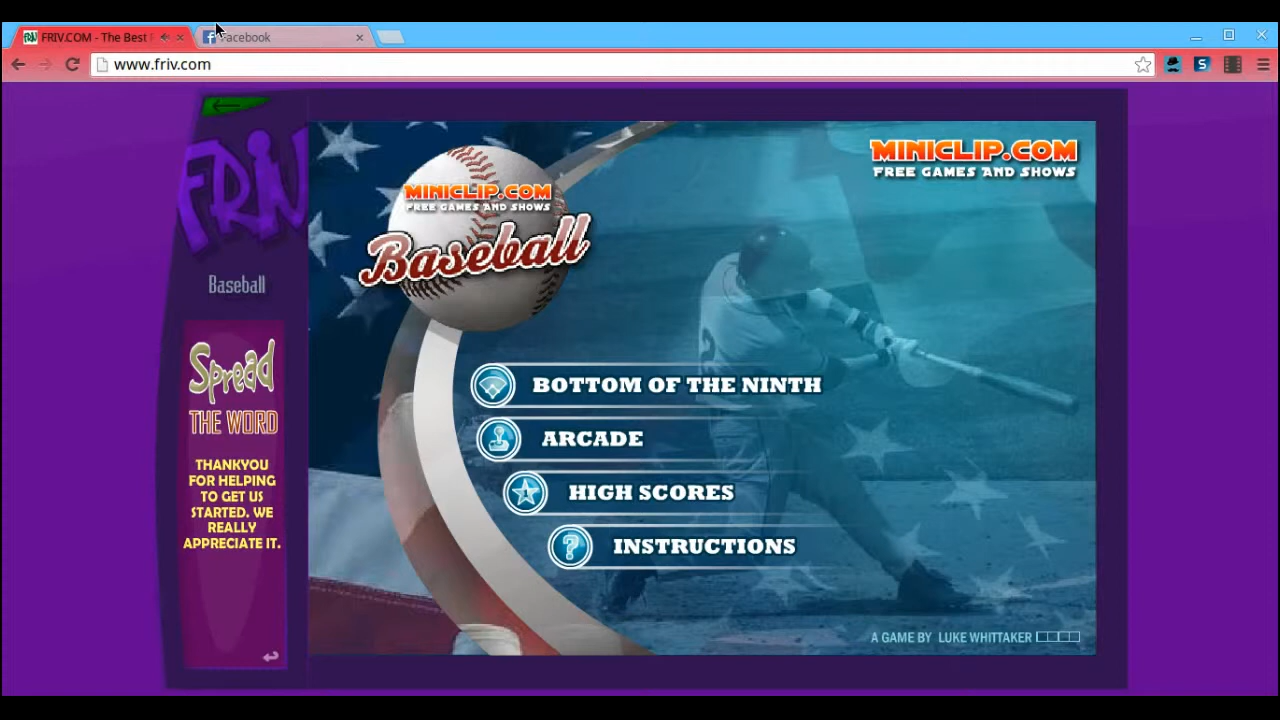 FRIV.COM - The Best
Facebook
www.friv.com
S
FRIV
Baseball
Spread
THE WORD
THANKYOU
FOR HELPING
TO GET US
STARTED. WE
REALLY
APPRECIATE IT.
MINICLIP.COM
FREE GAMES AND SHOWS
Baseball
MINICLIP.COM
FREE GAMES AND SHOWS
BOTTOM OF THE NINTH
ARCADE
HIGH SCORES
INSTRUCTIONS
A GAME BY LUKE WHITTAKER